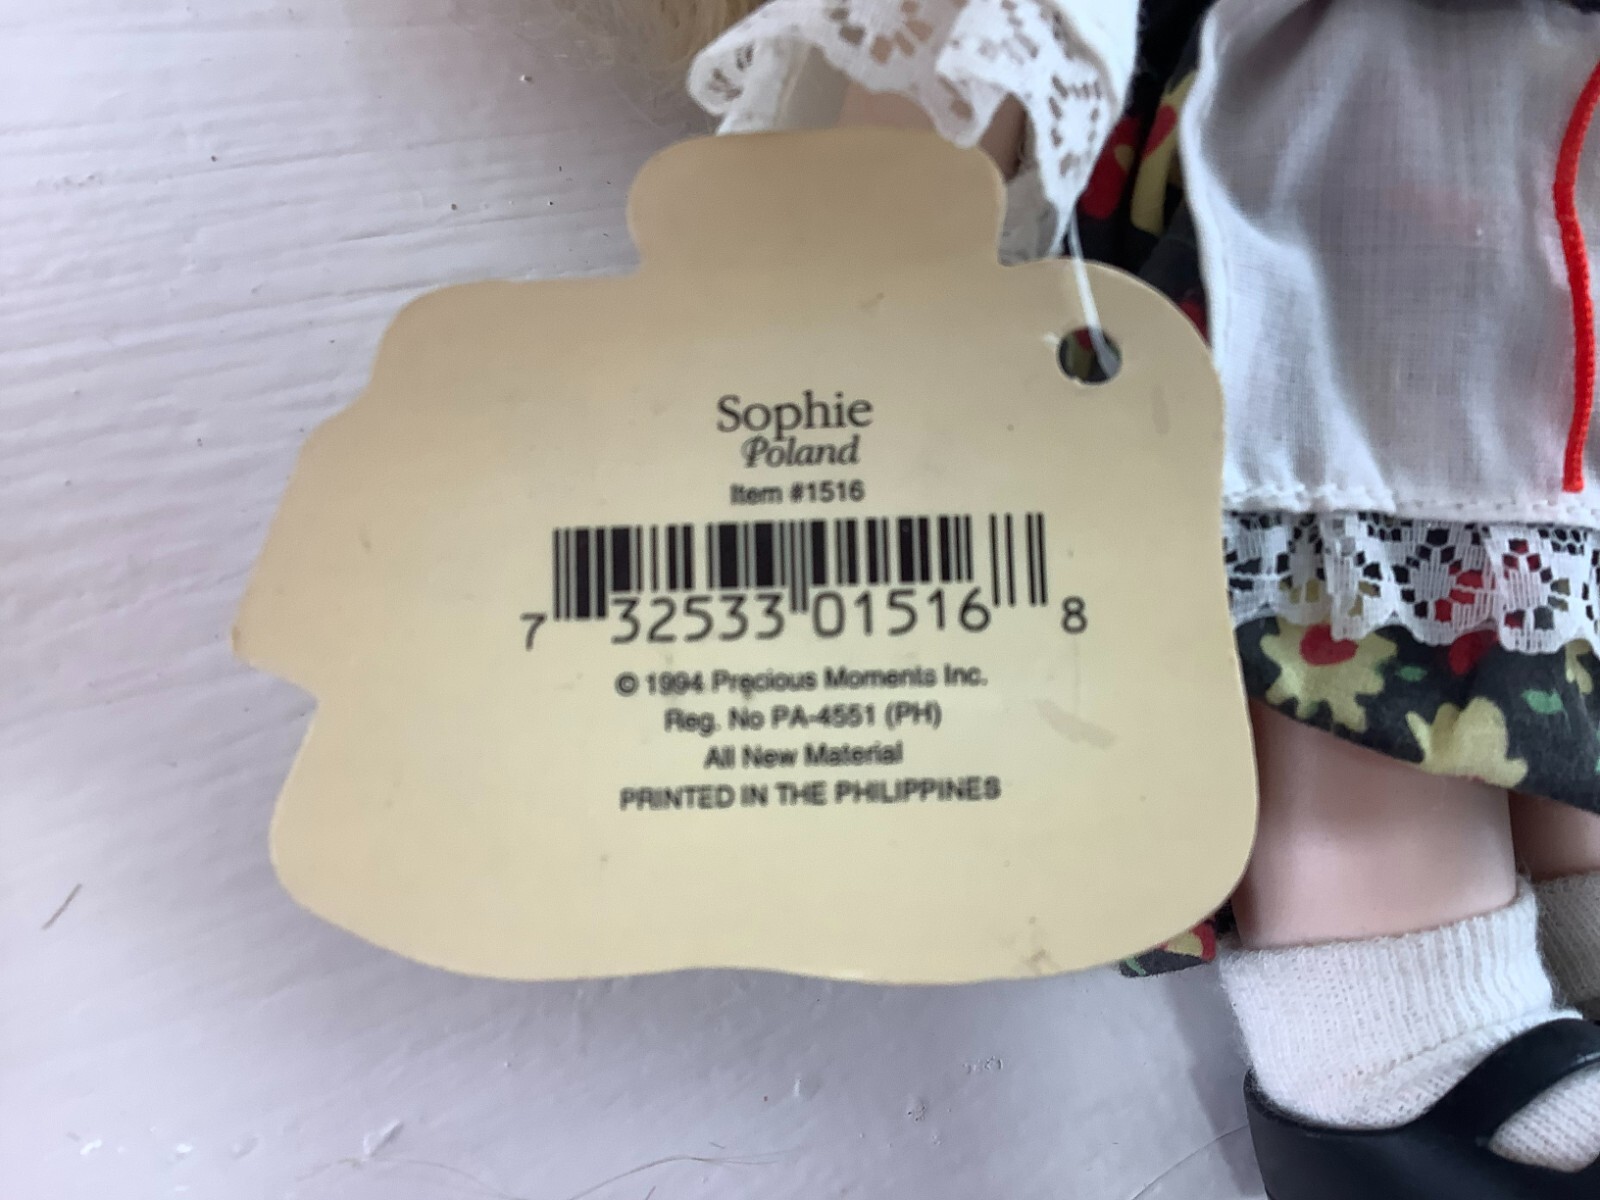 Sophie
Poland
Item #1516
7 32533 01516 8
© 1994 Precious Moments Inc.
Reg. No PA-4551 (PH)
All New Material
PRINTED IN THE PHILIPPINES